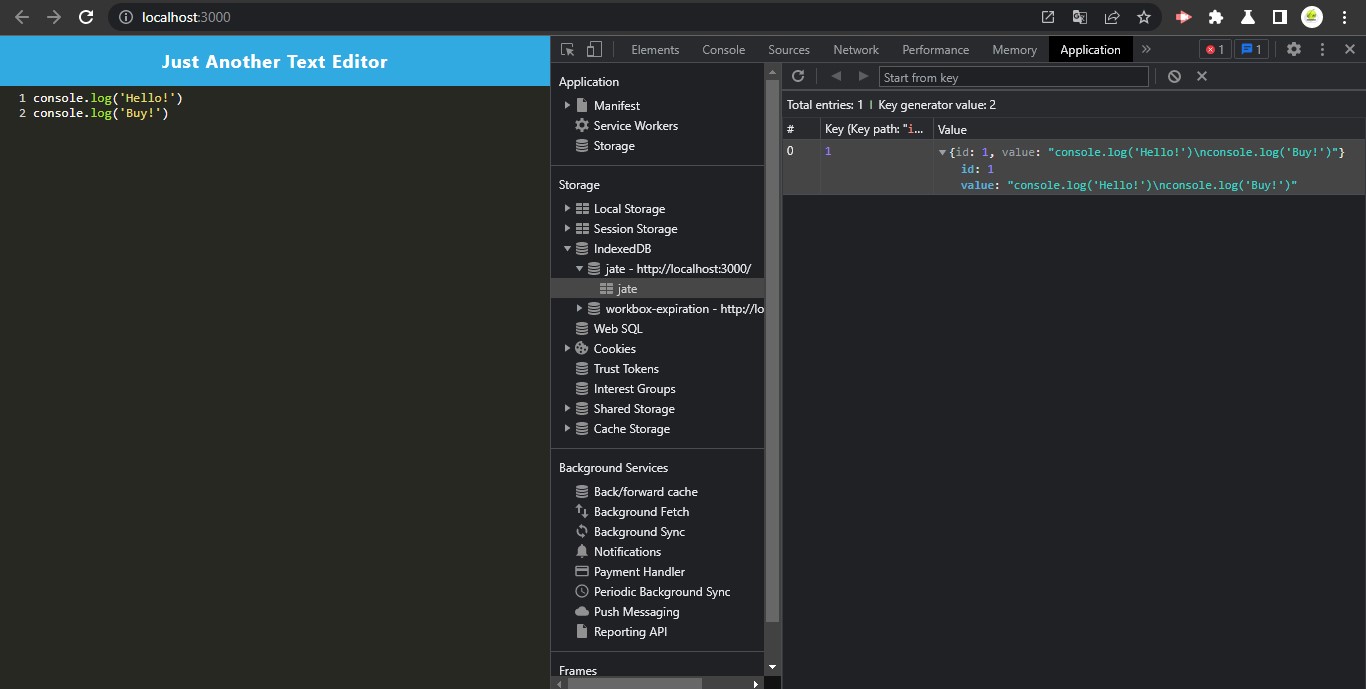 localhost:3000
Just Another Text Editor
1 console.log('Hello!')
2 console.log('Buy!')
Elements Console Sources Network Performance Memory Application » 1 1
Application
Manifest
Service Workers
Storage
Storage
Local Storage
Session Storage
IndexedDB
jate - http://localhost:3000/
jate
workbox-expiration - http://lo
Web SQL
Cookies
Trust Tokens
Interest Groups
Shared Storage
Cache Storage
Background Services
Back/forward cache
Background Fetch
Background Sync
Notifications
Payment Handler
Periodic Background Sync
Push Messaging
Reporting API
Frames
Start from key
Total entries: 1 | Key generator value: 2
# Key (Key path: "i... Value
0 1 {id: 1, value: "console.log('Hello!')\nconsole.log('Buy!')"}
id: 1
value: "console.log('Hello!')\nconsole.log('Buy!')"